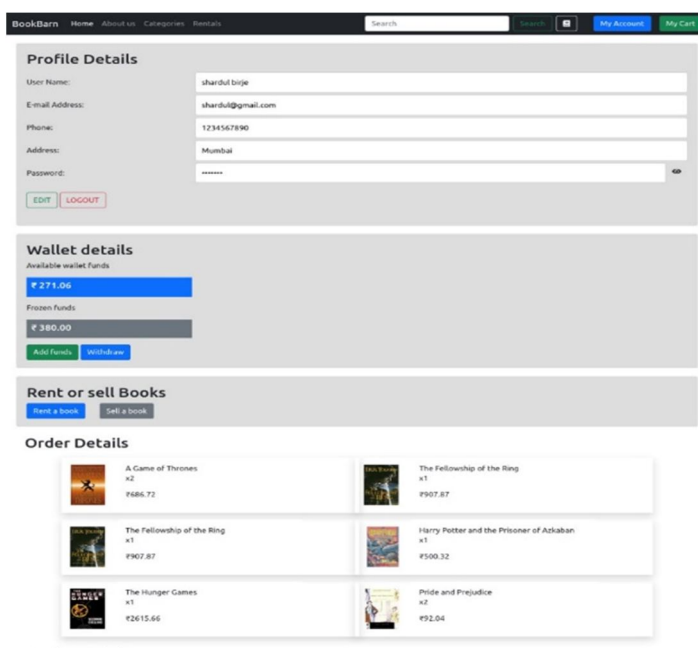 BookBarn Home About us Categories Rentals Search Search My Account My Cart
Profile Details
User Name: shardul birje
E-mail Address: shardul@gmail.com
Phone: 1234567890
Address: Mumbai
Password: •••••••
EDIT LOGOUT
Wallet details
Available wallet funds
₹ 271.06
Frozen funds
₹ 380.00
Add funds Withdraw
Rent or sell Books
Rent a book Sell a book
Order Details
A Game of Thrones
x2
₹686.72
The Fellowship of the Ring
x1
₹907.87
The Fellowship of the Ring
x1
₹907.87
Harry Potter and the Prisoner of Azkaban
x1
₹500.32
THE HUNGER GAMES
The Hunger Games
x1
₹2615.66
Pride and Prejudice
x2
₹92.04